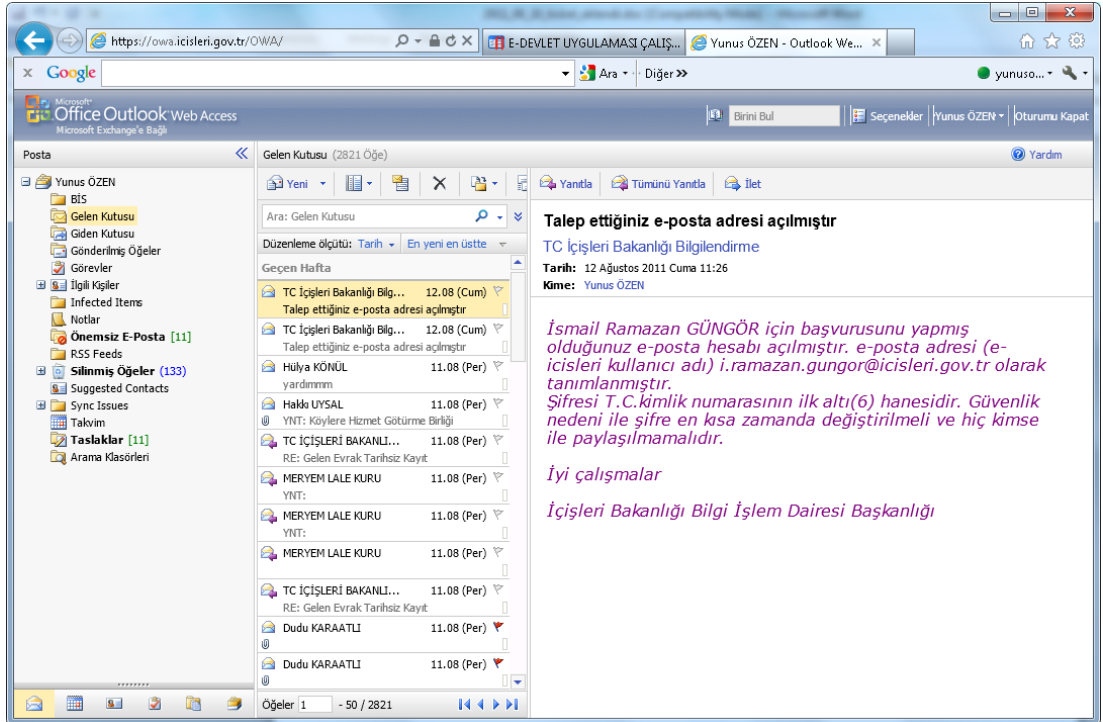 https://owa.icisleri.gov.tr/OWA/
E-DEVLET UYGULAMASI ÇALIŞ...
Yunus ÖZEN - Outlook We...
Google
Ara
Diğer
yunuso...
Microsoft
Office Outlook Web Access
Microsoft Exchange'e Bağlı
Birini Bul
Seçenekler
Yunus ÖZEN
Oturumu Kapat
Posta
Yunus ÖZEN
BİS
Gelen Kutusu
Giden Kutusu
Gönderilmiş Öğeler
Görevler
İlgili Kişiler
Infected Items
Notlar
Önemsiz E-Posta [11]
RSS Feeds
Silinmiş Öğeler (133)
Suggested Contacts
Sync Issues
Takvim
Taslaklar [11]
Arama Klasörleri
Gelen Kutusu (2821 Öğe)
Yeni
Ara: Gelen Kutusu
Düzenleme ölçütü: Tarih En yeni en üstte
Geçen Hafta
TC İçişleri Bakanlığı Bilg... 12.08 (Cum)
Talep ettiğiniz e-posta adresi açılmıştır
TC İçişleri Bakanlığı Bilg... 12.08 (Cum)
Talep ettiğiniz e-posta adresi açılmıştır
Hülya KÖNÜL 11.08 (Per)
yardımmm
Hakkı UYSAL 11.08 (Per)
YNT: Köylere Hizmet Götürme Birliği
TC İÇİŞLERİ BAKANLI... 11.08 (Per)
RE: Gelen Evrak Tarihsiz Kayıt
MERYEM LALE KURU 11.08 (Per)
YNT:
MERYEM LALE KURU 11.08 (Per)
YNT:
MERYEM LALE KURU 11.08 (Per)
TC İÇİŞLERİ BAKANLI... 11.08 (Per)
RE: Gelen Evrak Tarihsiz Kayıt
Dudu KARAATLI 11.08 (Per)
Dudu KARAATLI 11.08 (Per)
Öğeler 1 - 50 / 2821
Yardım
Yanıtla
Tümünü Yanıtla
İlet
Talep ettiğiniz e-posta adresi açılmıştır
TC İçişleri Bakanlığı Bilgilendirme
Tarih: 12 Ağustos 2011 Cuma 11:26
Kime: Yunus ÖZEN
İsmail Ramazan GÜNGÖR için başvurusunu yapmış
olduğunuz e-posta hesabı açılmıştır. e-posta adresi (e-
icisleri kullanıcı adı) i.ramazan.gungor@icisleri.gov.tr olarak
tanımlanmıştır.
Şifresi T.C.kimlik numarasının ilk altı(6) hanesidir. Güvenlik
nedeni ile şifre en kısa zamanda değiştirilmeli ve hiç kimse
ile paylaşılmamalıdır.
İyi çalışmalar
İçişleri Bakanlığı Bilgi İşlem Dairesi Başkanlığı